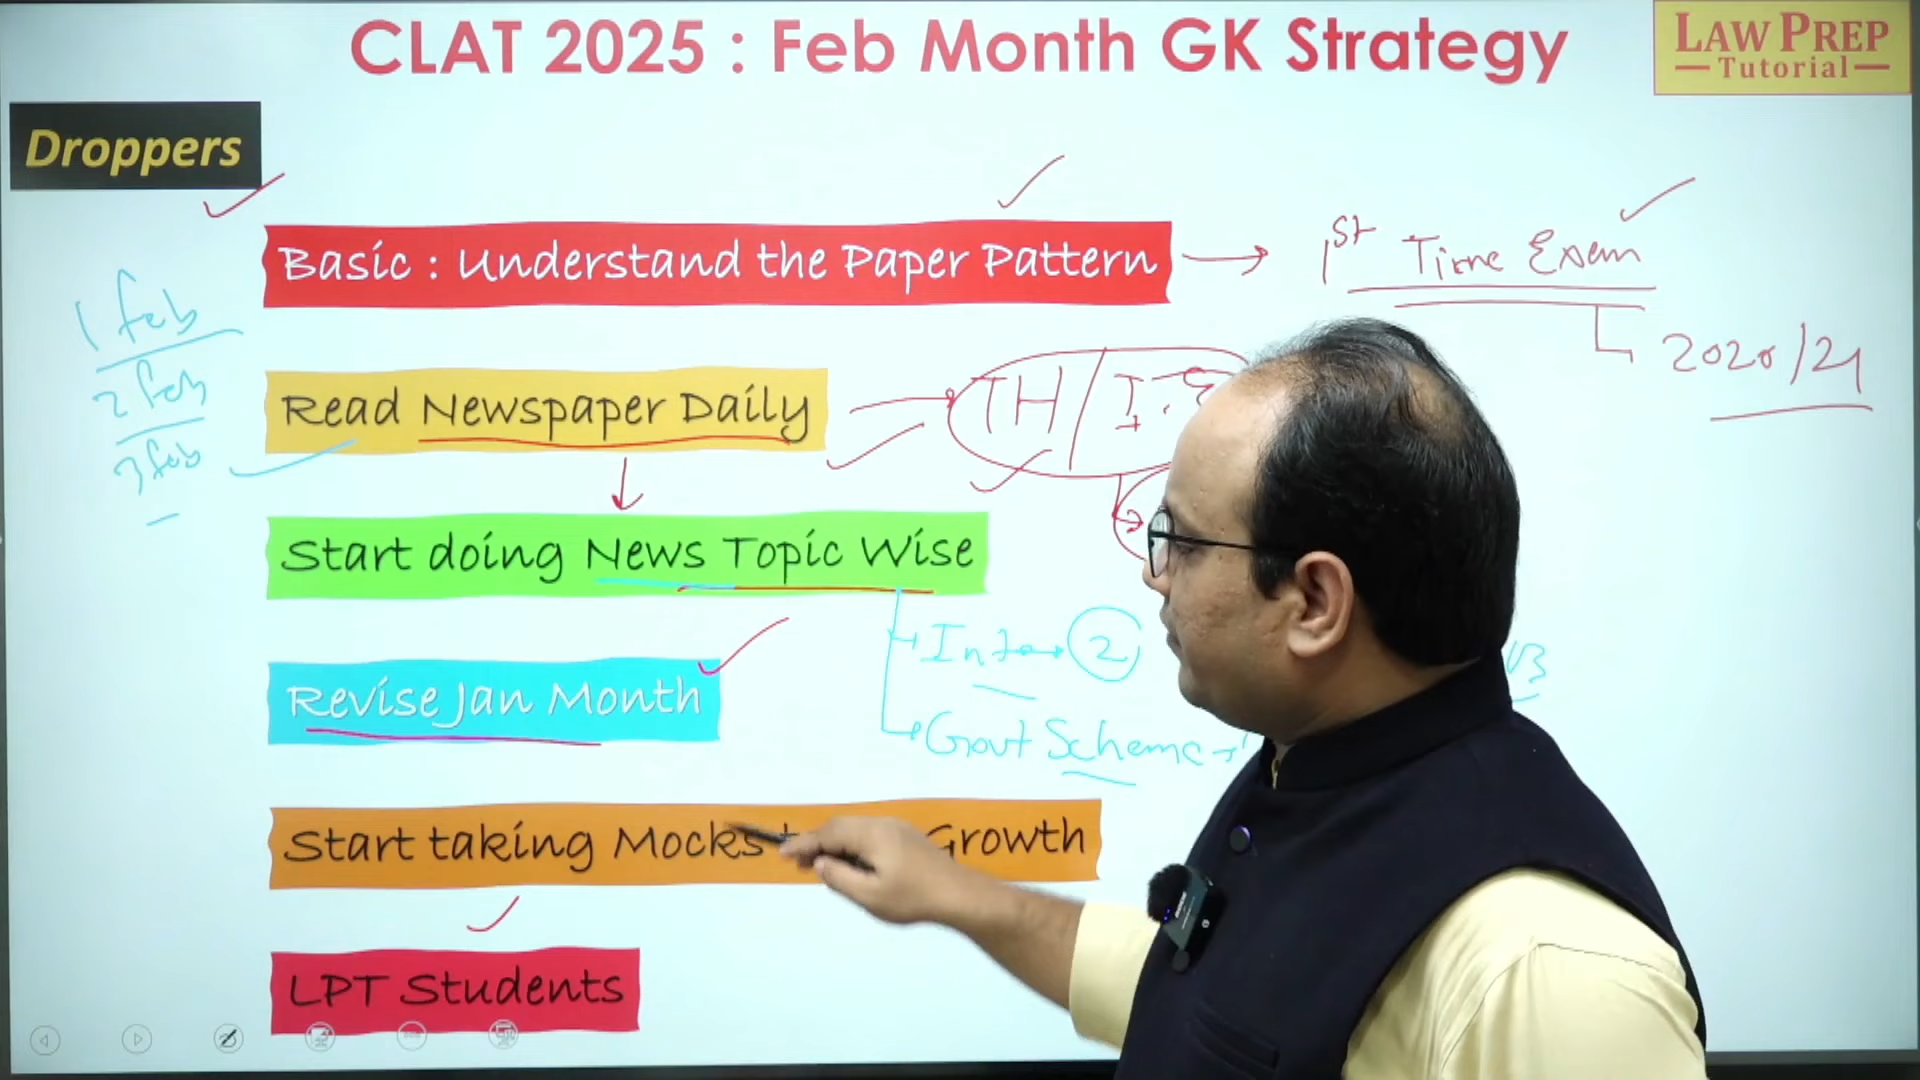 CLAT 2025 : Feb Month GK Strategy
LAW PREP
Tutorial
Droppers
Basic : Understand the Paper Pattern
1st Time Exam
2020/21
1 feb
2 feb
3 feb
Read Newspaper Daily
TH / I.E
Start doing News Topic Wise
Inter 2
Revise Jan Month
Govt Scheme
Start taking Mocks Growth
LPT Students